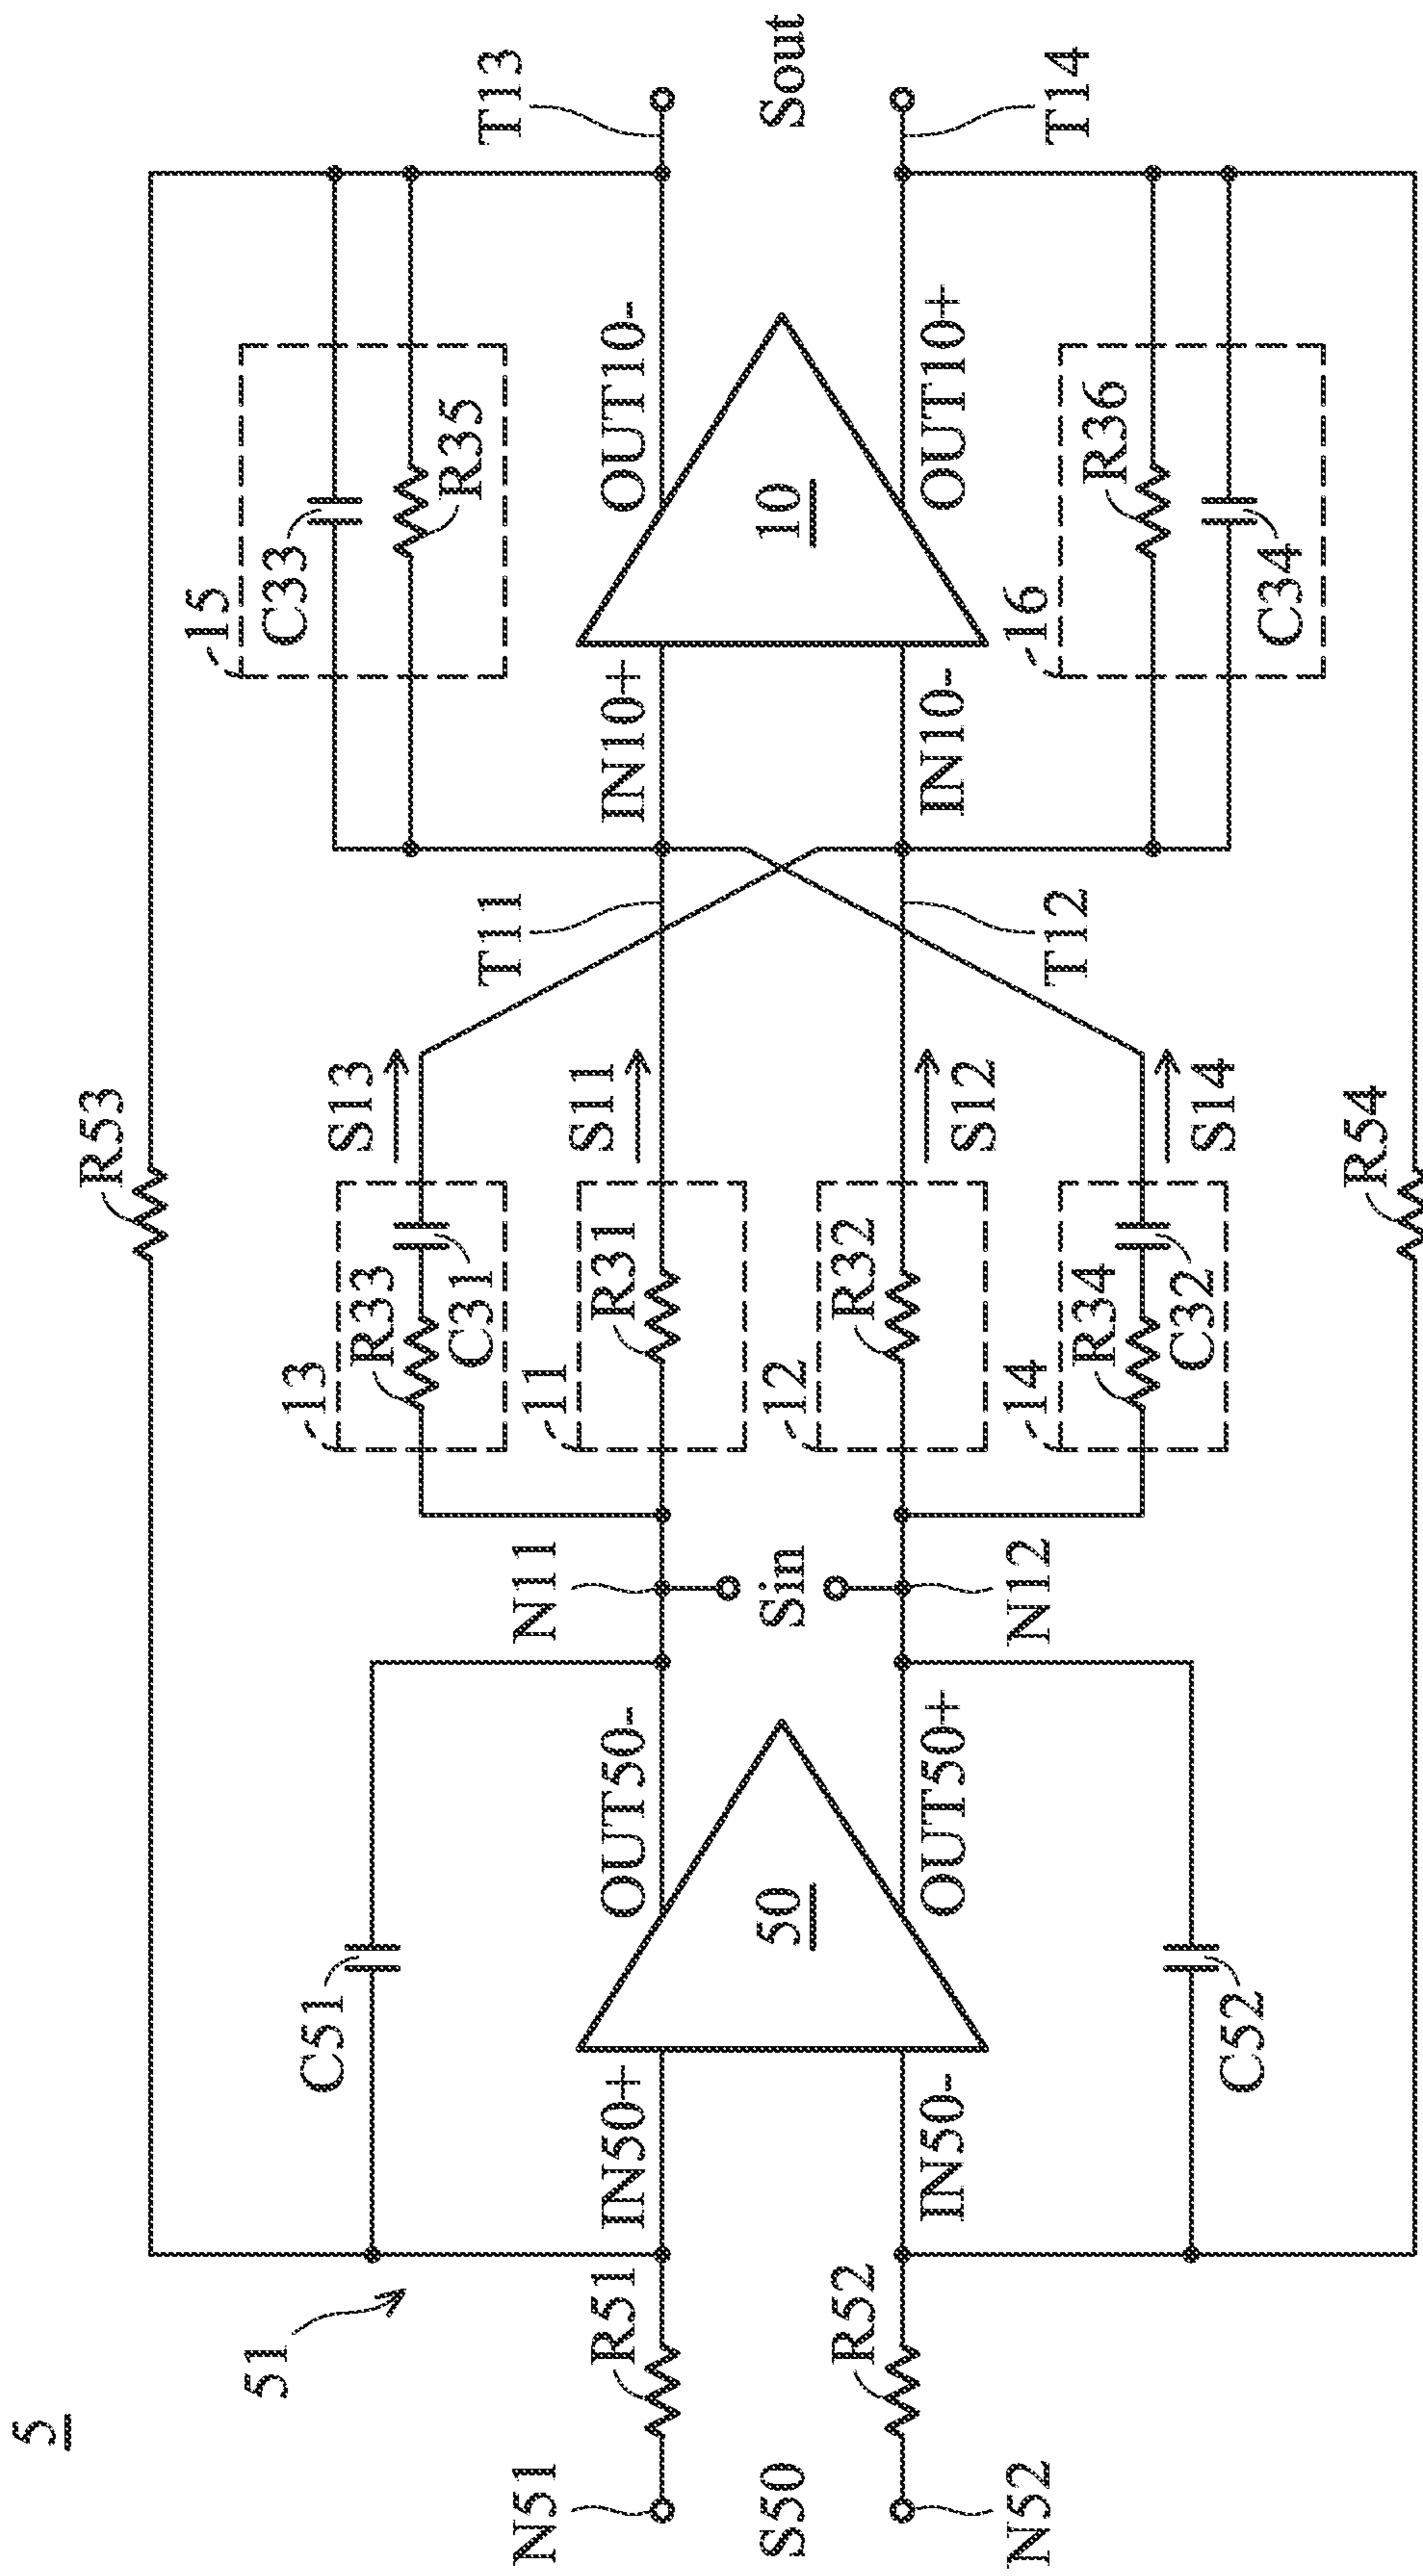 5
51
R53
C51
C33
15
R35
13
R33
C31
S13
T11
T13
N51
R51
IN50+
OUT50-
N11
11
R31
S11
IN10+
OUT10-
S50
50
Sin
10
Sout
R52
IN50-
OUT50+
12
R32
S12
IN10-
OUT10+
N52
N12
14
R34
C32
S14
T12
16
R36
T14
C52
C34
R54